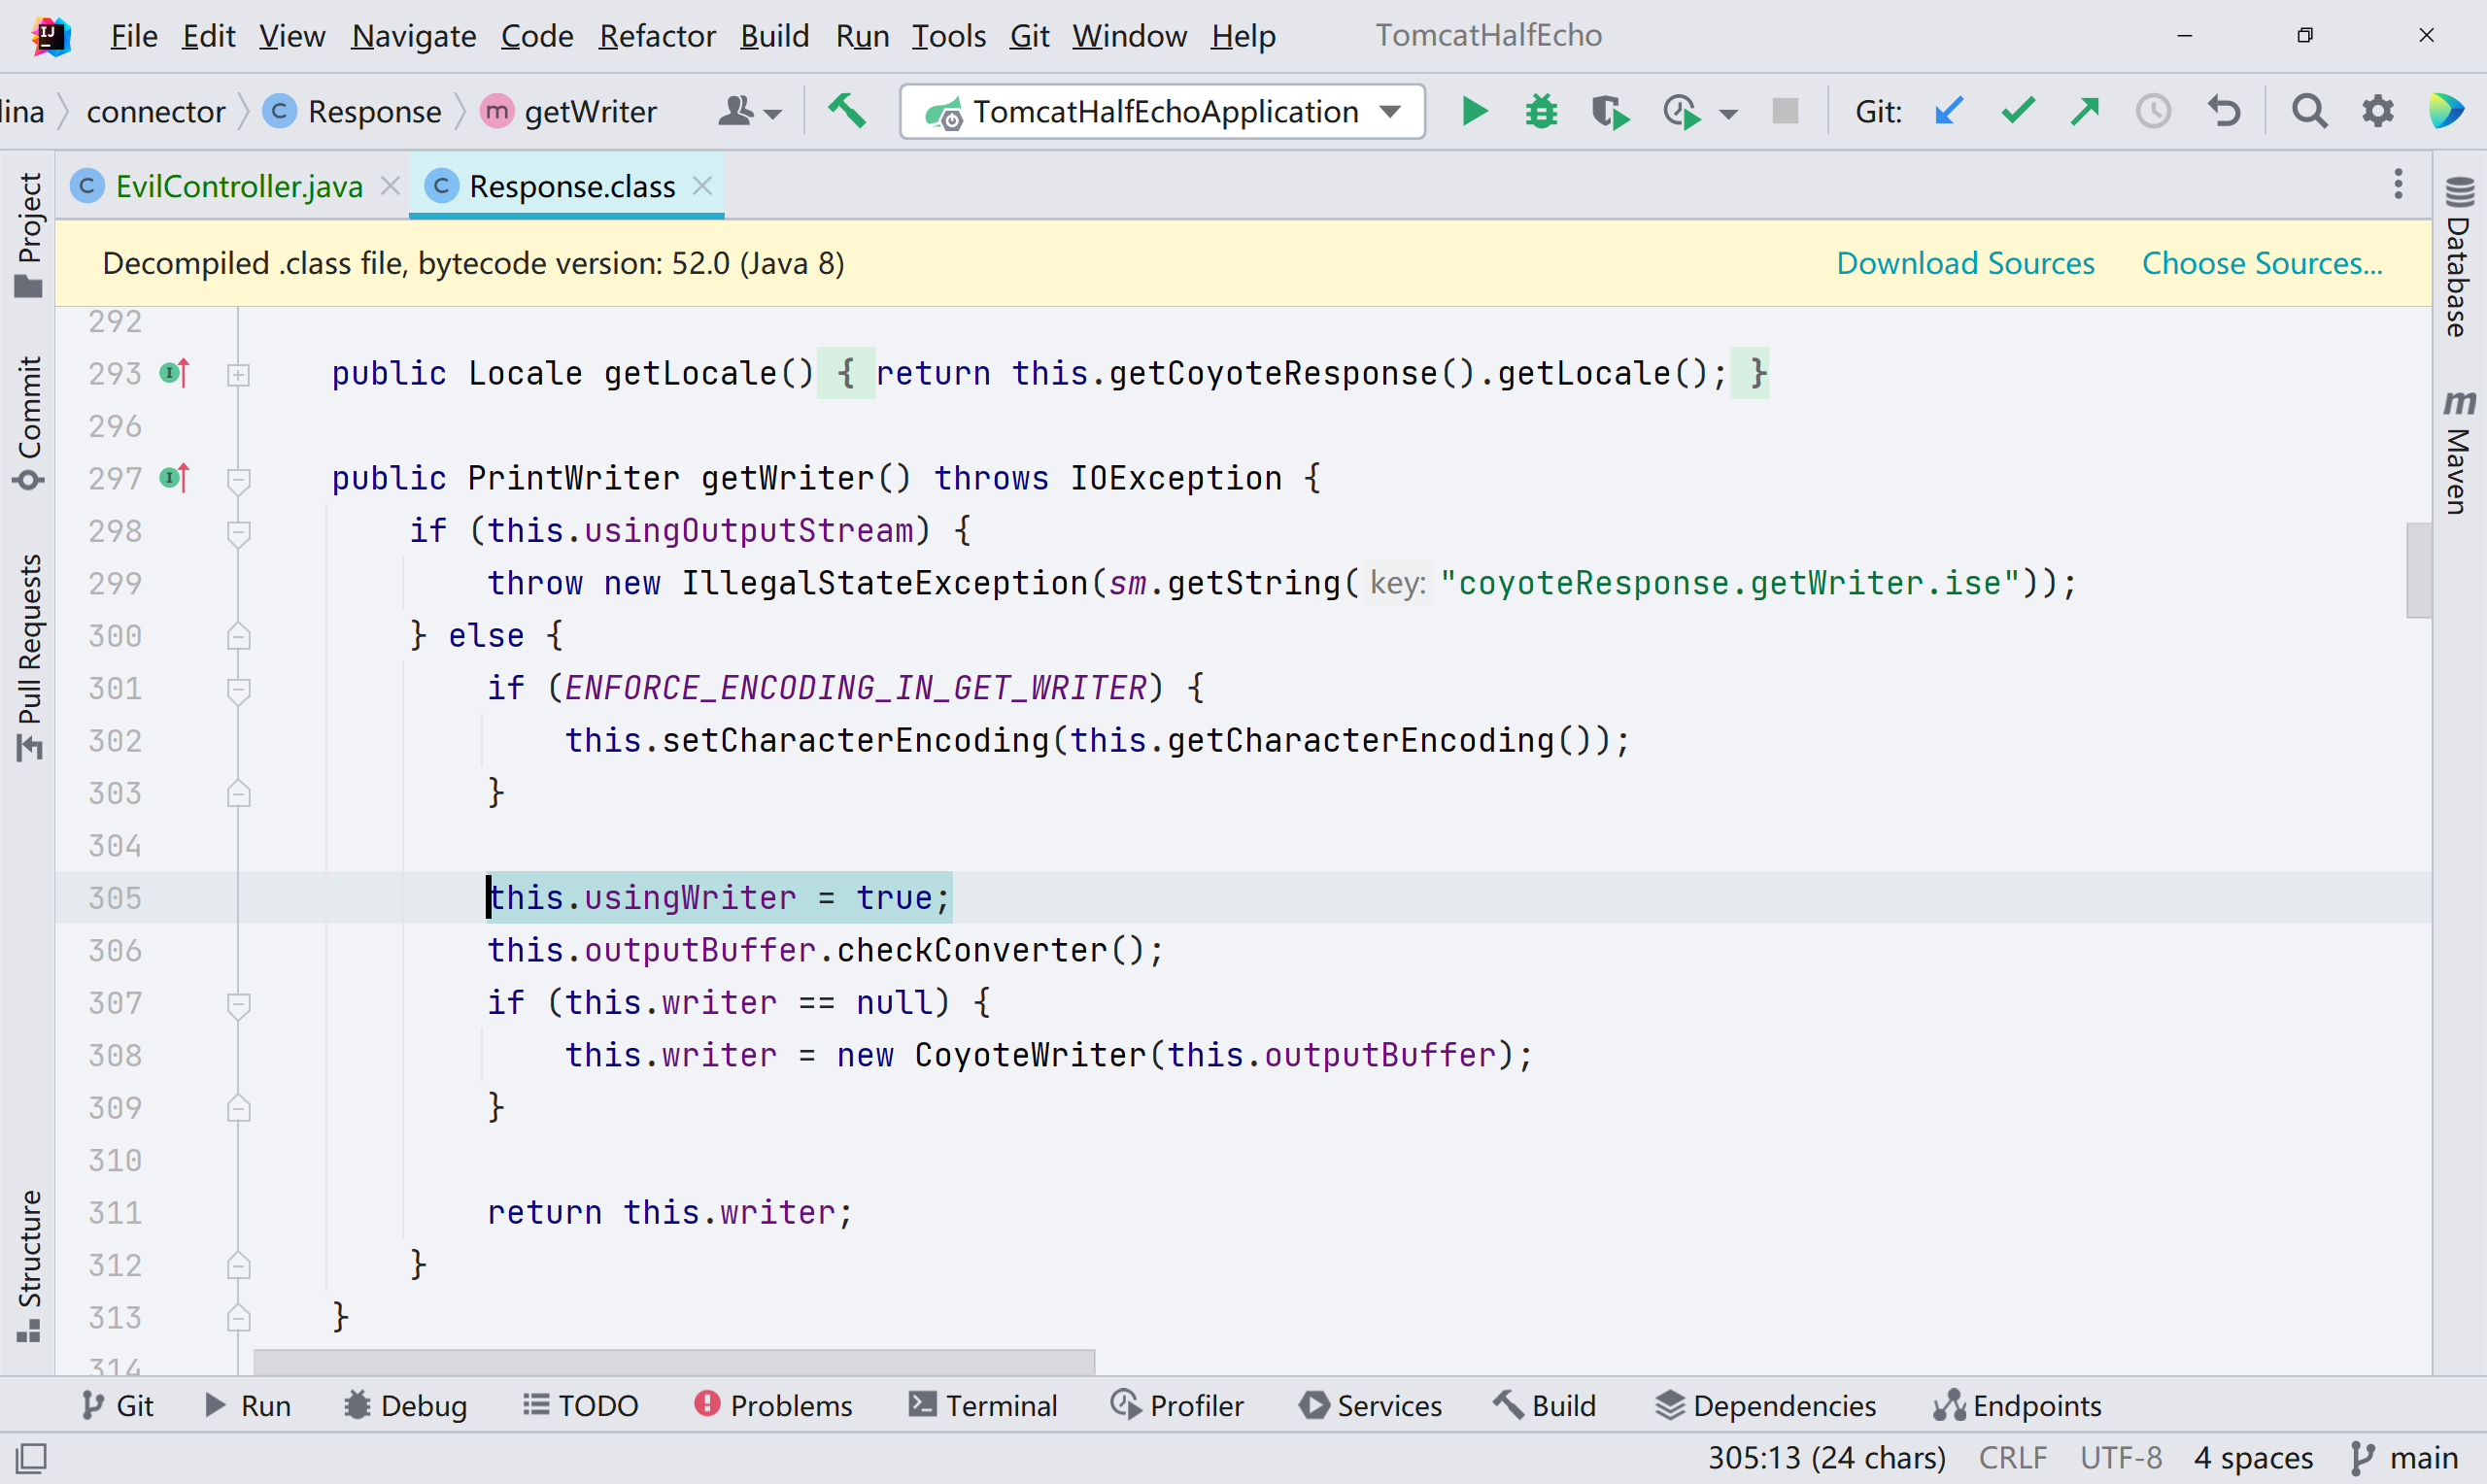 File Edit View Navigate Code Refactor Build Run Tools Git Window Help TomcatHalfEcho
lina connector C Response m getWriter TomcatHalfEchoApplication Git:
Project
Commit
Pull Requests
Structure
C EvilController.java C Response.class
Decompiled .class file, bytecode version: 52.0 (Java 8) Download Sources Choose Sources...
292
293 public Locale getLocale() { return this.getCoyoteResponse().getLocale(); }
296
297 public PrintWriter getWriter() throws IOException {
298 if (this.usingOutputStream) {
299 throw new IllegalStateException(sm.getString( key: "coyoteResponse.getWriter.ise"));
300 } else {
301 if (ENFORCE_ENCODING_IN_GET_WRITER) {
302 this.setCharacterEncoding(this.getCharacterEncoding());
303 }
304
305 this.usingWriter = true;
306 this.outputBuffer.checkConverter();
307 if (this.writer == null) {
308 this.writer = new CoyoteWriter(this.outputBuffer);
309 }
310
311 return this.writer;
312 }
313 }
314
Database
m Maven
Git Run Debug TODO Problems Terminal Profiler Services Build Dependencies Endpoints
305:13 (24 chars) CRLF UTF-8 4 spaces main